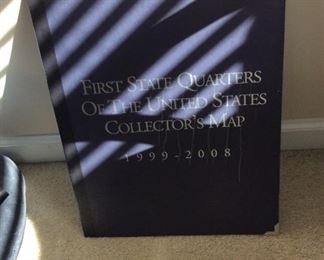 First State Quarters
Of The United States
Collector's Map
1999-2008